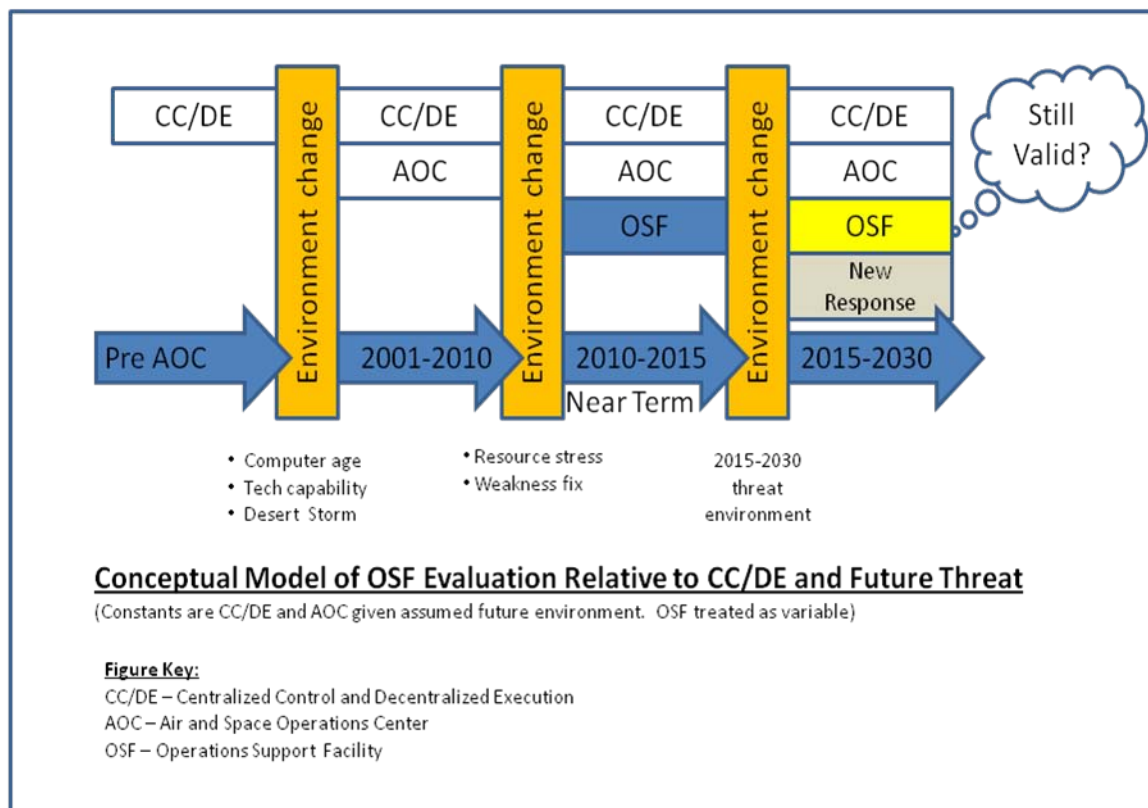 CC/DE
CC/DE
CC/DE
CC/DE
Still
Valid?
AOC
AOC
AOC
OSF
OSF
New
Response
Environment change
Environment change
Environment change
Pre AOC
2001-2010
2010-2015
2015-2030
Near Term
• Computer age
• Tech capability
• Desert Storm
• Resource stress
• Weakness fix
2015-2030
threat
environment
Conceptual Model of OSF Evaluation Relative to CC/DE and Future Threat
(Constants are CC/DE and AOC given assumed future environment. OSF treated as variable)
Figure Key:
CC/DE – Centralized Control and Decentralized Execution
AOC – Air and Space Operations Center
OSF – Operations Support Facility